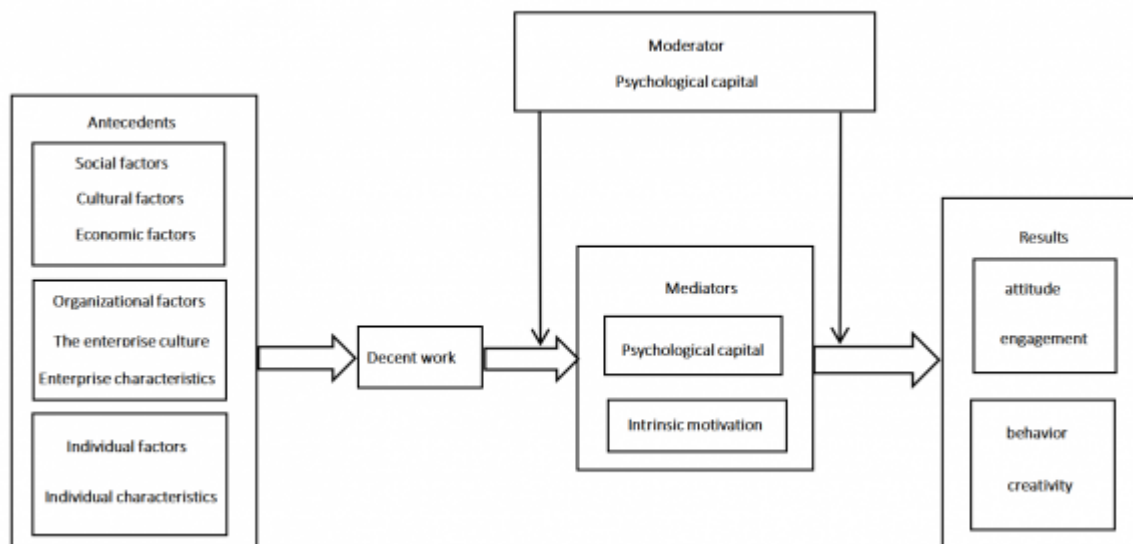 Moderator
Psychological capital
Antecedents
Social factors
Cultural factors
Economic factors
Organizational factors
The enterprise culture
Enterprise characteristics
Individual factors
Individual characteristics
Decent work
Mediators
Psychological capital
Intrinsic motivation
Results
attitude
engagement
behavior
creativity